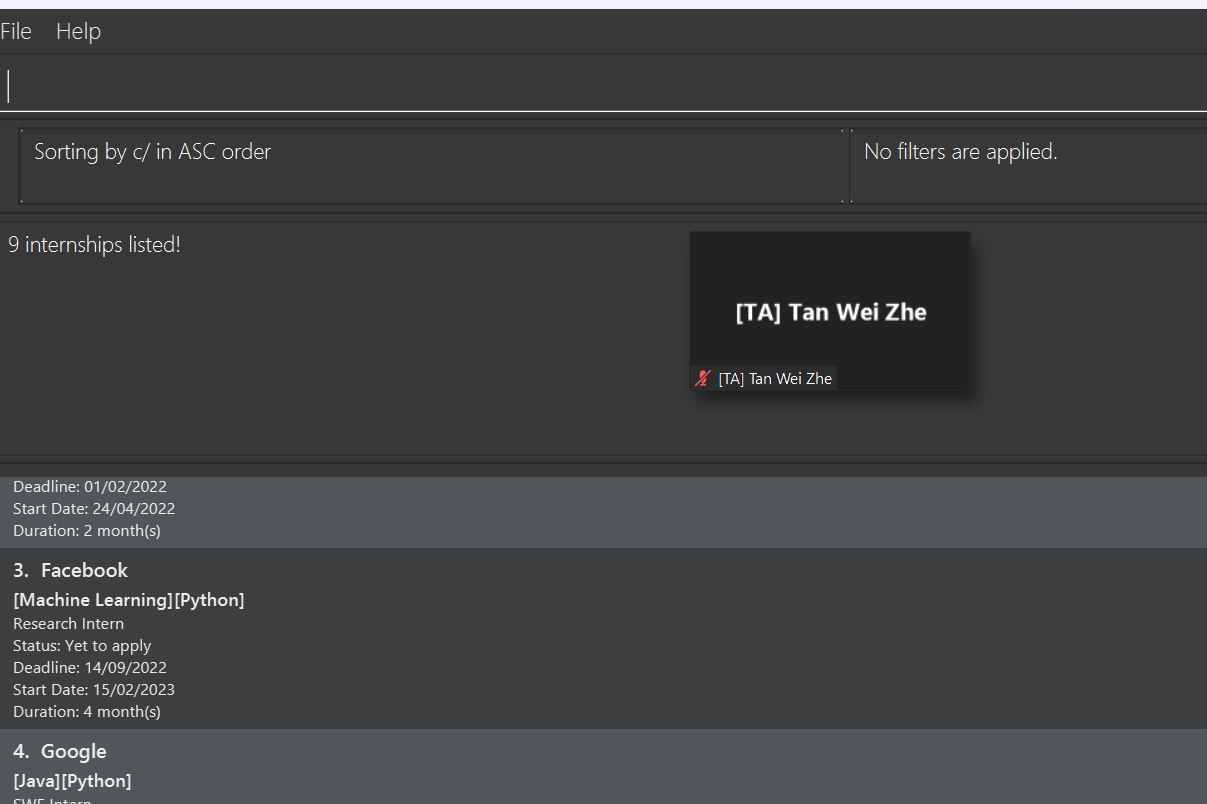 File Help
Sorting by c/ in ASC order
No filters are applied.
9 internships listed!
[TA] Tan Wei Zhe
[TA] Tan Wei Zhe
Deadline: 01/02/2022
Start Date: 24/04/2022
Duration: 2 month(s)
3. Facebook
[Machine Learning][Python]
Research Intern
Status: Yet to apply
Deadline: 14/09/2022
Start Date: 15/02/2023
Duration: 4 month(s)
4. Google
[Java][Python]
SWE Intern